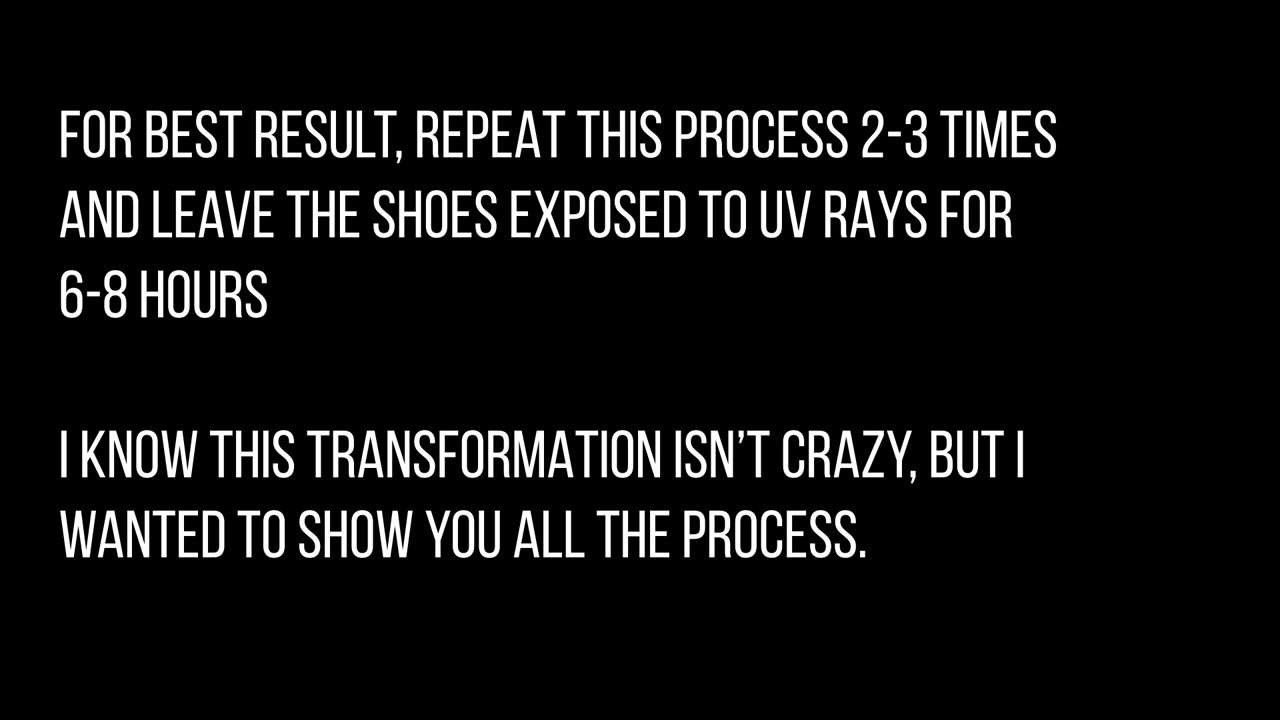 FOR BEST RESULT, REPEAT THIS PROCESS 2-3 TIMES
AND LEAVE THE SHOES EXPOSED TO UV RAYS FOR
6-8 HOURS
I KNOW THIS TRANSFORMATION ISN’T CRAZY, BUT I
WANTED TO SHOW YOU ALL THE PROCESS.